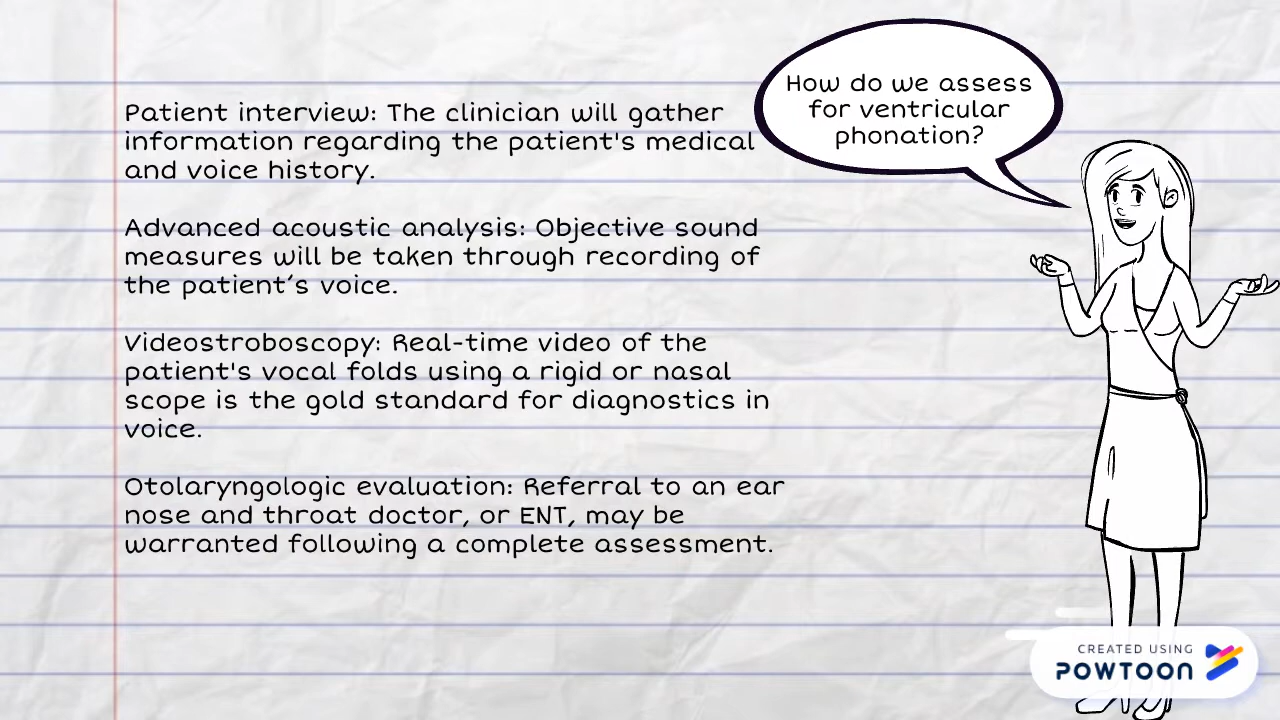 How do we assess
for ventricular
phonation?
Patient interview: The clinician will gather
information regarding the patient's medical
and voice history.
Advanced acoustic analysis: Objective sound
measures will be taken through recording of
the patient’s voice.
Videostroboscopy: Real-time video of the
patient's vocal folds using a rigid or nasal
scope is the gold standard for diagnostics in
voice.
Otolaryngologic evaluation: Referral to an ear
nose and throat doctor, or ENT, may be
warranted following a complete assessment.
CREATED USING
POWTOON